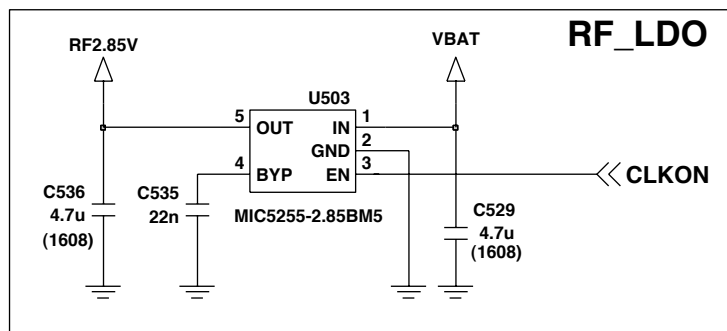 RF_LDO
RF2.85V
VBAT
U503
5 OUT IN 1
GND 2
4 BYP EN 3
CLKON
C536
4.7u
(1608)
C535
22n
MIC5255-2.85BM5
C529
4.7u
(1608)